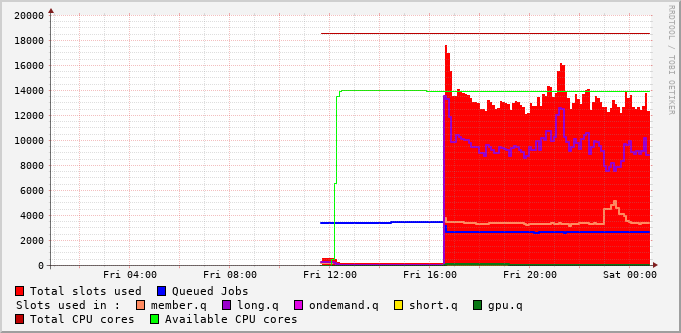 20000
18000
16000
14000
12000
10000
8000
6000
4000
2000
0
Fri 04:00 Fri 08:00 Fri 12:00 Fri 16:00 Fri 20:00 Sat 00:00
RRDTOOL / TOBI OETIKER
Total slots used Queued Jobs
Slots used in : member.q long.q ondemand.q short.q gpu.q
Total CPU cores Available CPU cores